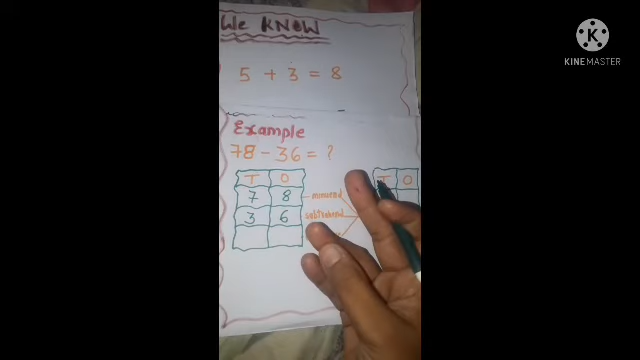 We KNOW
5 + 3 = 8
Example
78 - 36 = ?
T O
T O
7 8
minuend
3 6
subtrahend
K
KINEMASTER